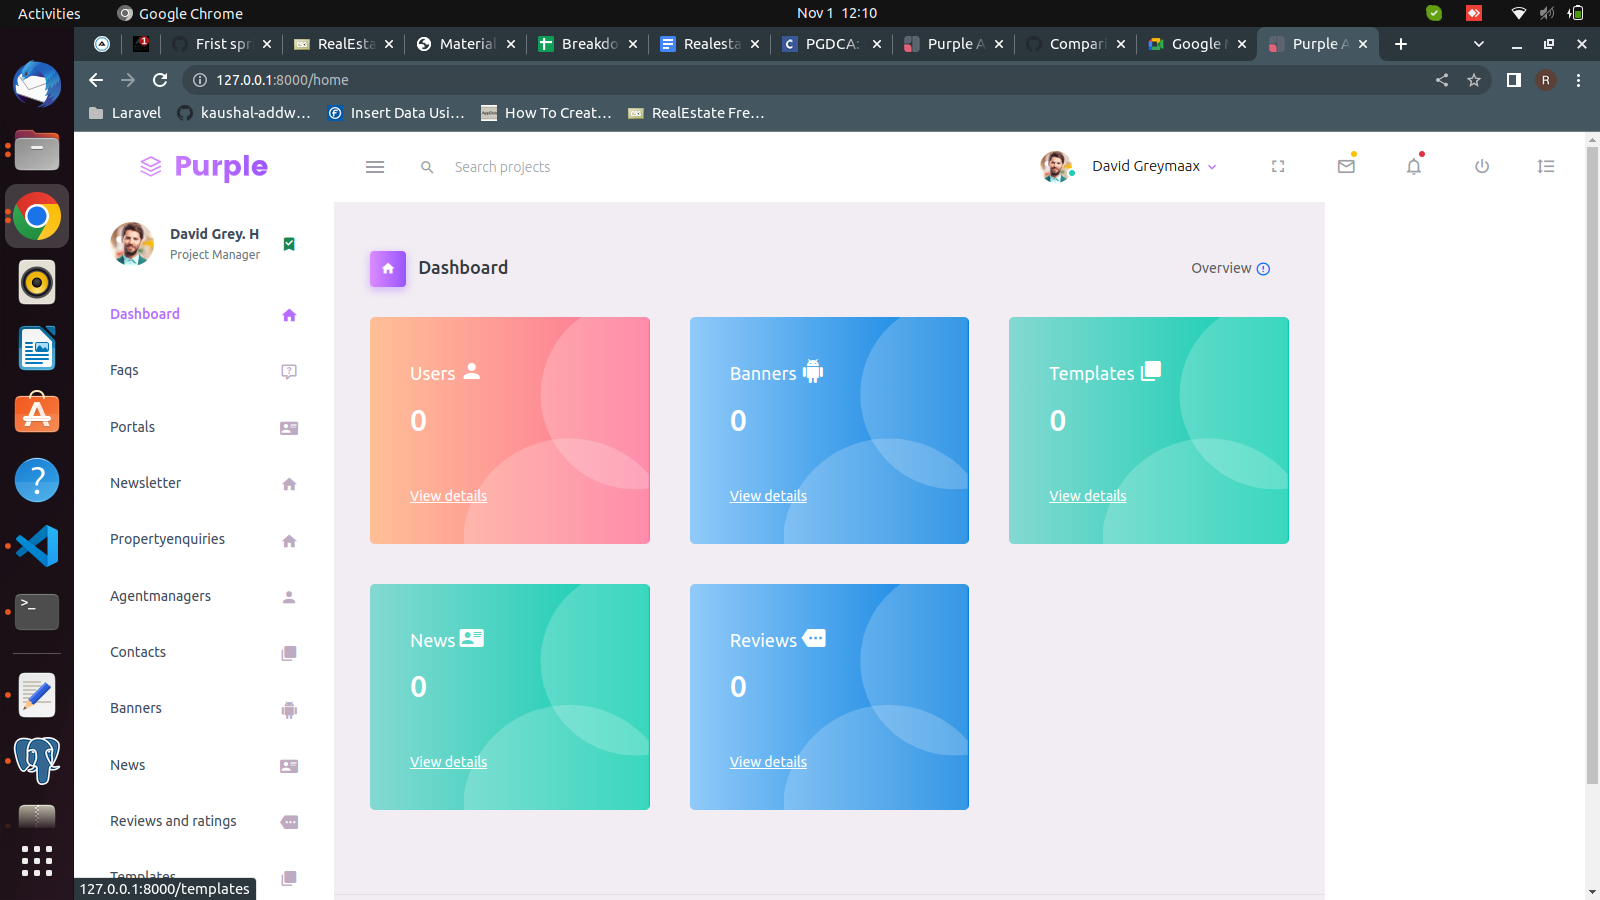 Activities
Google Chrome
Nov 1 12:10
1
Frist spr
RealEsta
Material
Breakdo
Realesta
PGDCA:
Purple A
Compari
Google M
Purple A
127.0.0.1:8000/home
R
Laravel
kaushal-addw...
Insert Data Usi...
How To Creat...
RealEstate Fre...
Purple
Search projects
David Greymaax
David Grey. H
Project Manager
Dashboard
Faqs
Portals
Newsletter
Propertyenquiries
Agentmanagers
Contacts
Banners
News
Reviews and ratings
Templates
127.0.0.1:8000/templates
Dashboard
Overview
Users
0
View details
Banners
0
View details
Templates
0
View details
News
0
View details
Reviews
0
View details